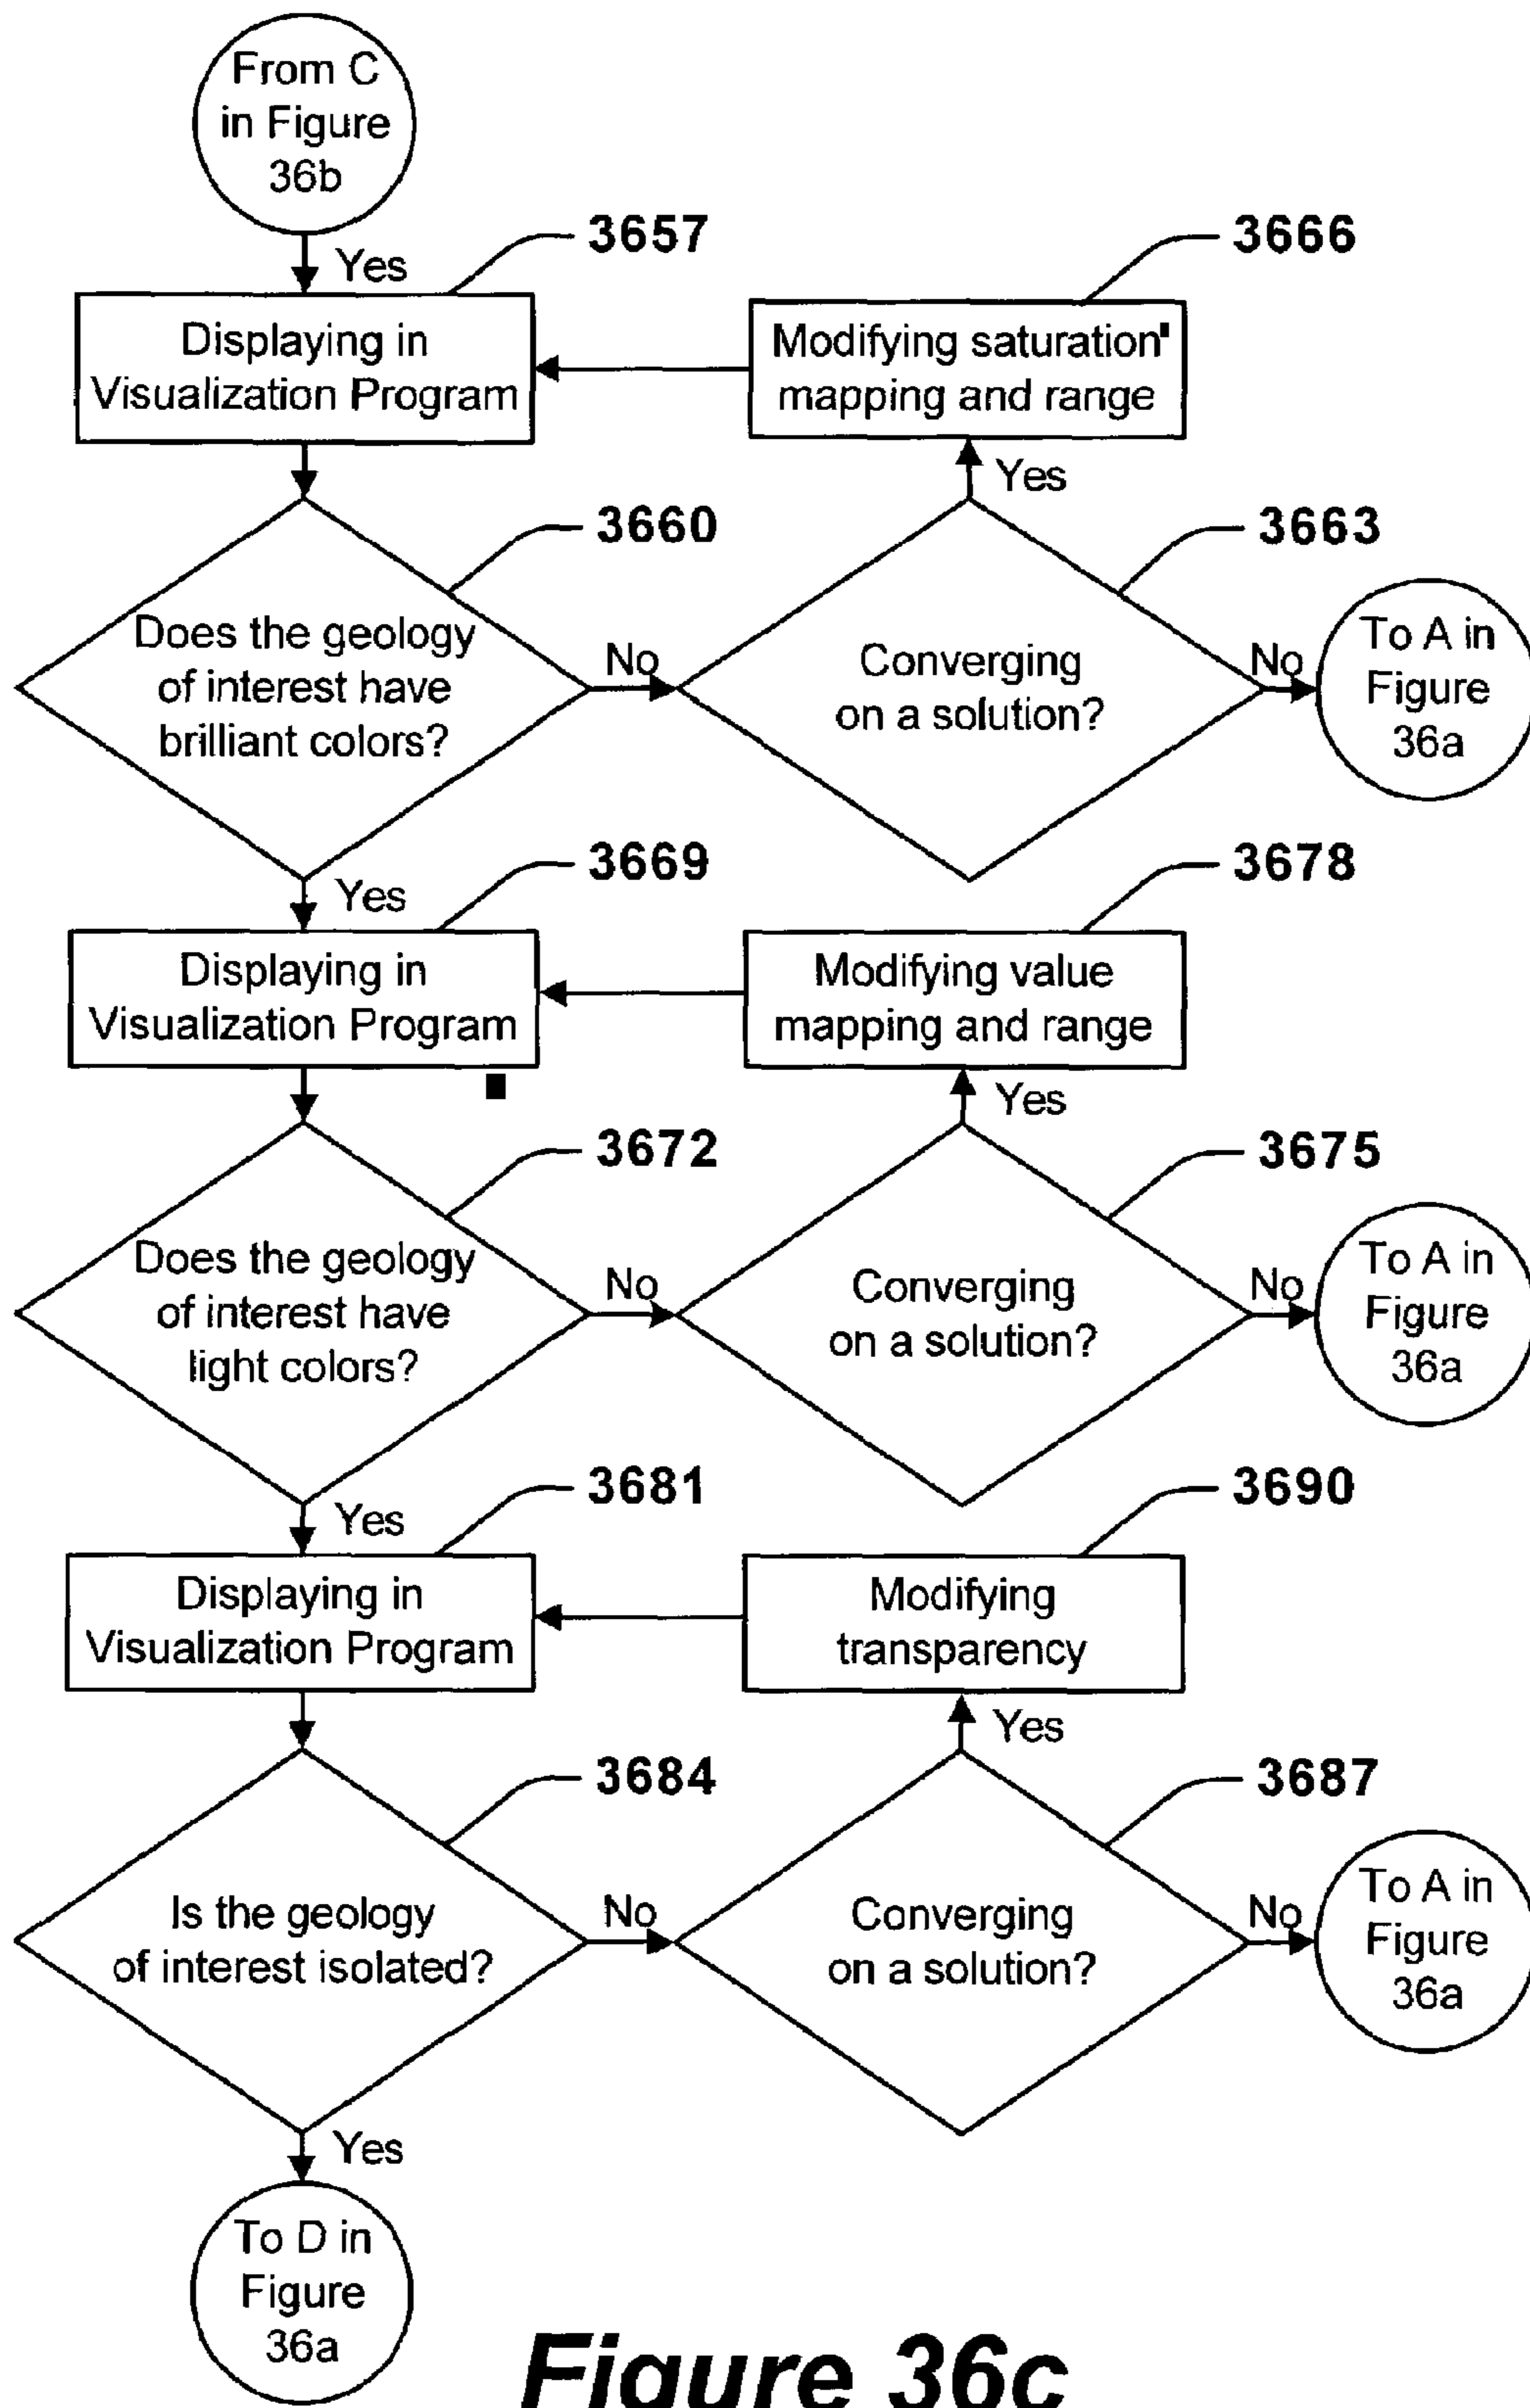 From C
in Figure
36b
Yes
3657
3666
Displaying in
Visualization Program
Modifying saturation
mapping and range
Yes
3660
3663
Does the geology
of interest have
brilliant colors?
No
Converging
on a solution?
No
To A in
Figure
36a
Yes
3669
3678
Displaying in
Visualization Program
Modifying value
mapping and range
Yes
3672
3675
Does the geology
of interest have
light colors?
No
Converging
on a solution?
No
To A in
Figure
36a
Yes
3681
3690
Displaying in
Visualization Program
Modifying
transparency
Yes
3684
3687
Is the geology
of interest isolated?
No
Converging
on a solution?
No
To A in
Figure
36a
Yes
To D in
Figure
36a
Figure 36c